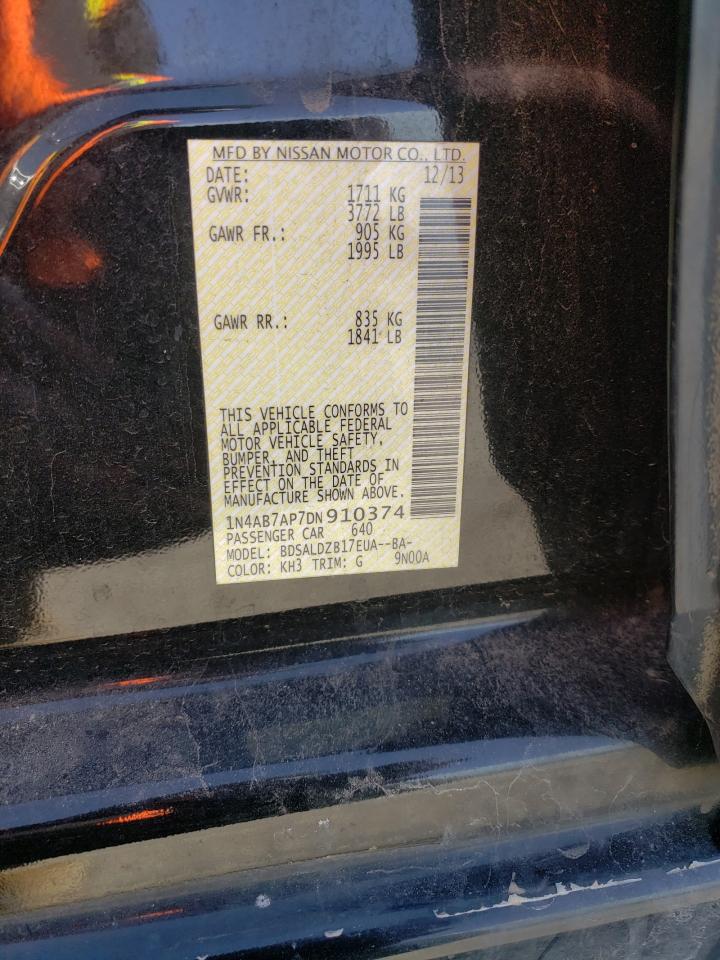 MFD BY NISSAN MOTOR CO., LTD.
DATE: 12/13
GVWR: 1711 KG
3772 LB
GAWR FR.: 905 KG
1995 LB
GAWR RR.: 835 KG
1841 LB
THIS VEHICLE CONFORMS TO
ALL APPLICABLE FEDERAL
MOTOR VEHICLE SAFETY,
BUMPER, AND THEFT
PREVENTION STANDARDS IN
EFFECT ON THE DATE OF
MANUFACTURE SHOWN ABOVE.
1N4AB7AP7DN910374
PASSENGER CAR 640
MODEL: BDSALDZB17EUA--BA-
COLOR: KH3 TRIM: G 9N00A